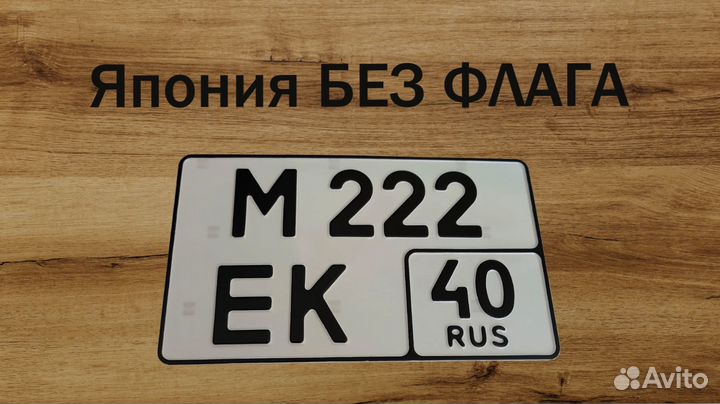 Япония БЕЗ ФЛАГА
М 222
ЕК 40
RUS
Avito